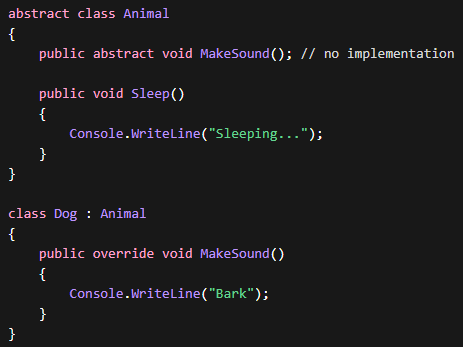 abstract class Animal
{
    public abstract void MakeSound(); // no implementation

    public void Sleep()
    {
        Console.WriteLine("Sleeping...");
    }
}

class Dog : Animal
{
    public override void MakeSound()
    {
        Console.WriteLine("Bark");
    }
}